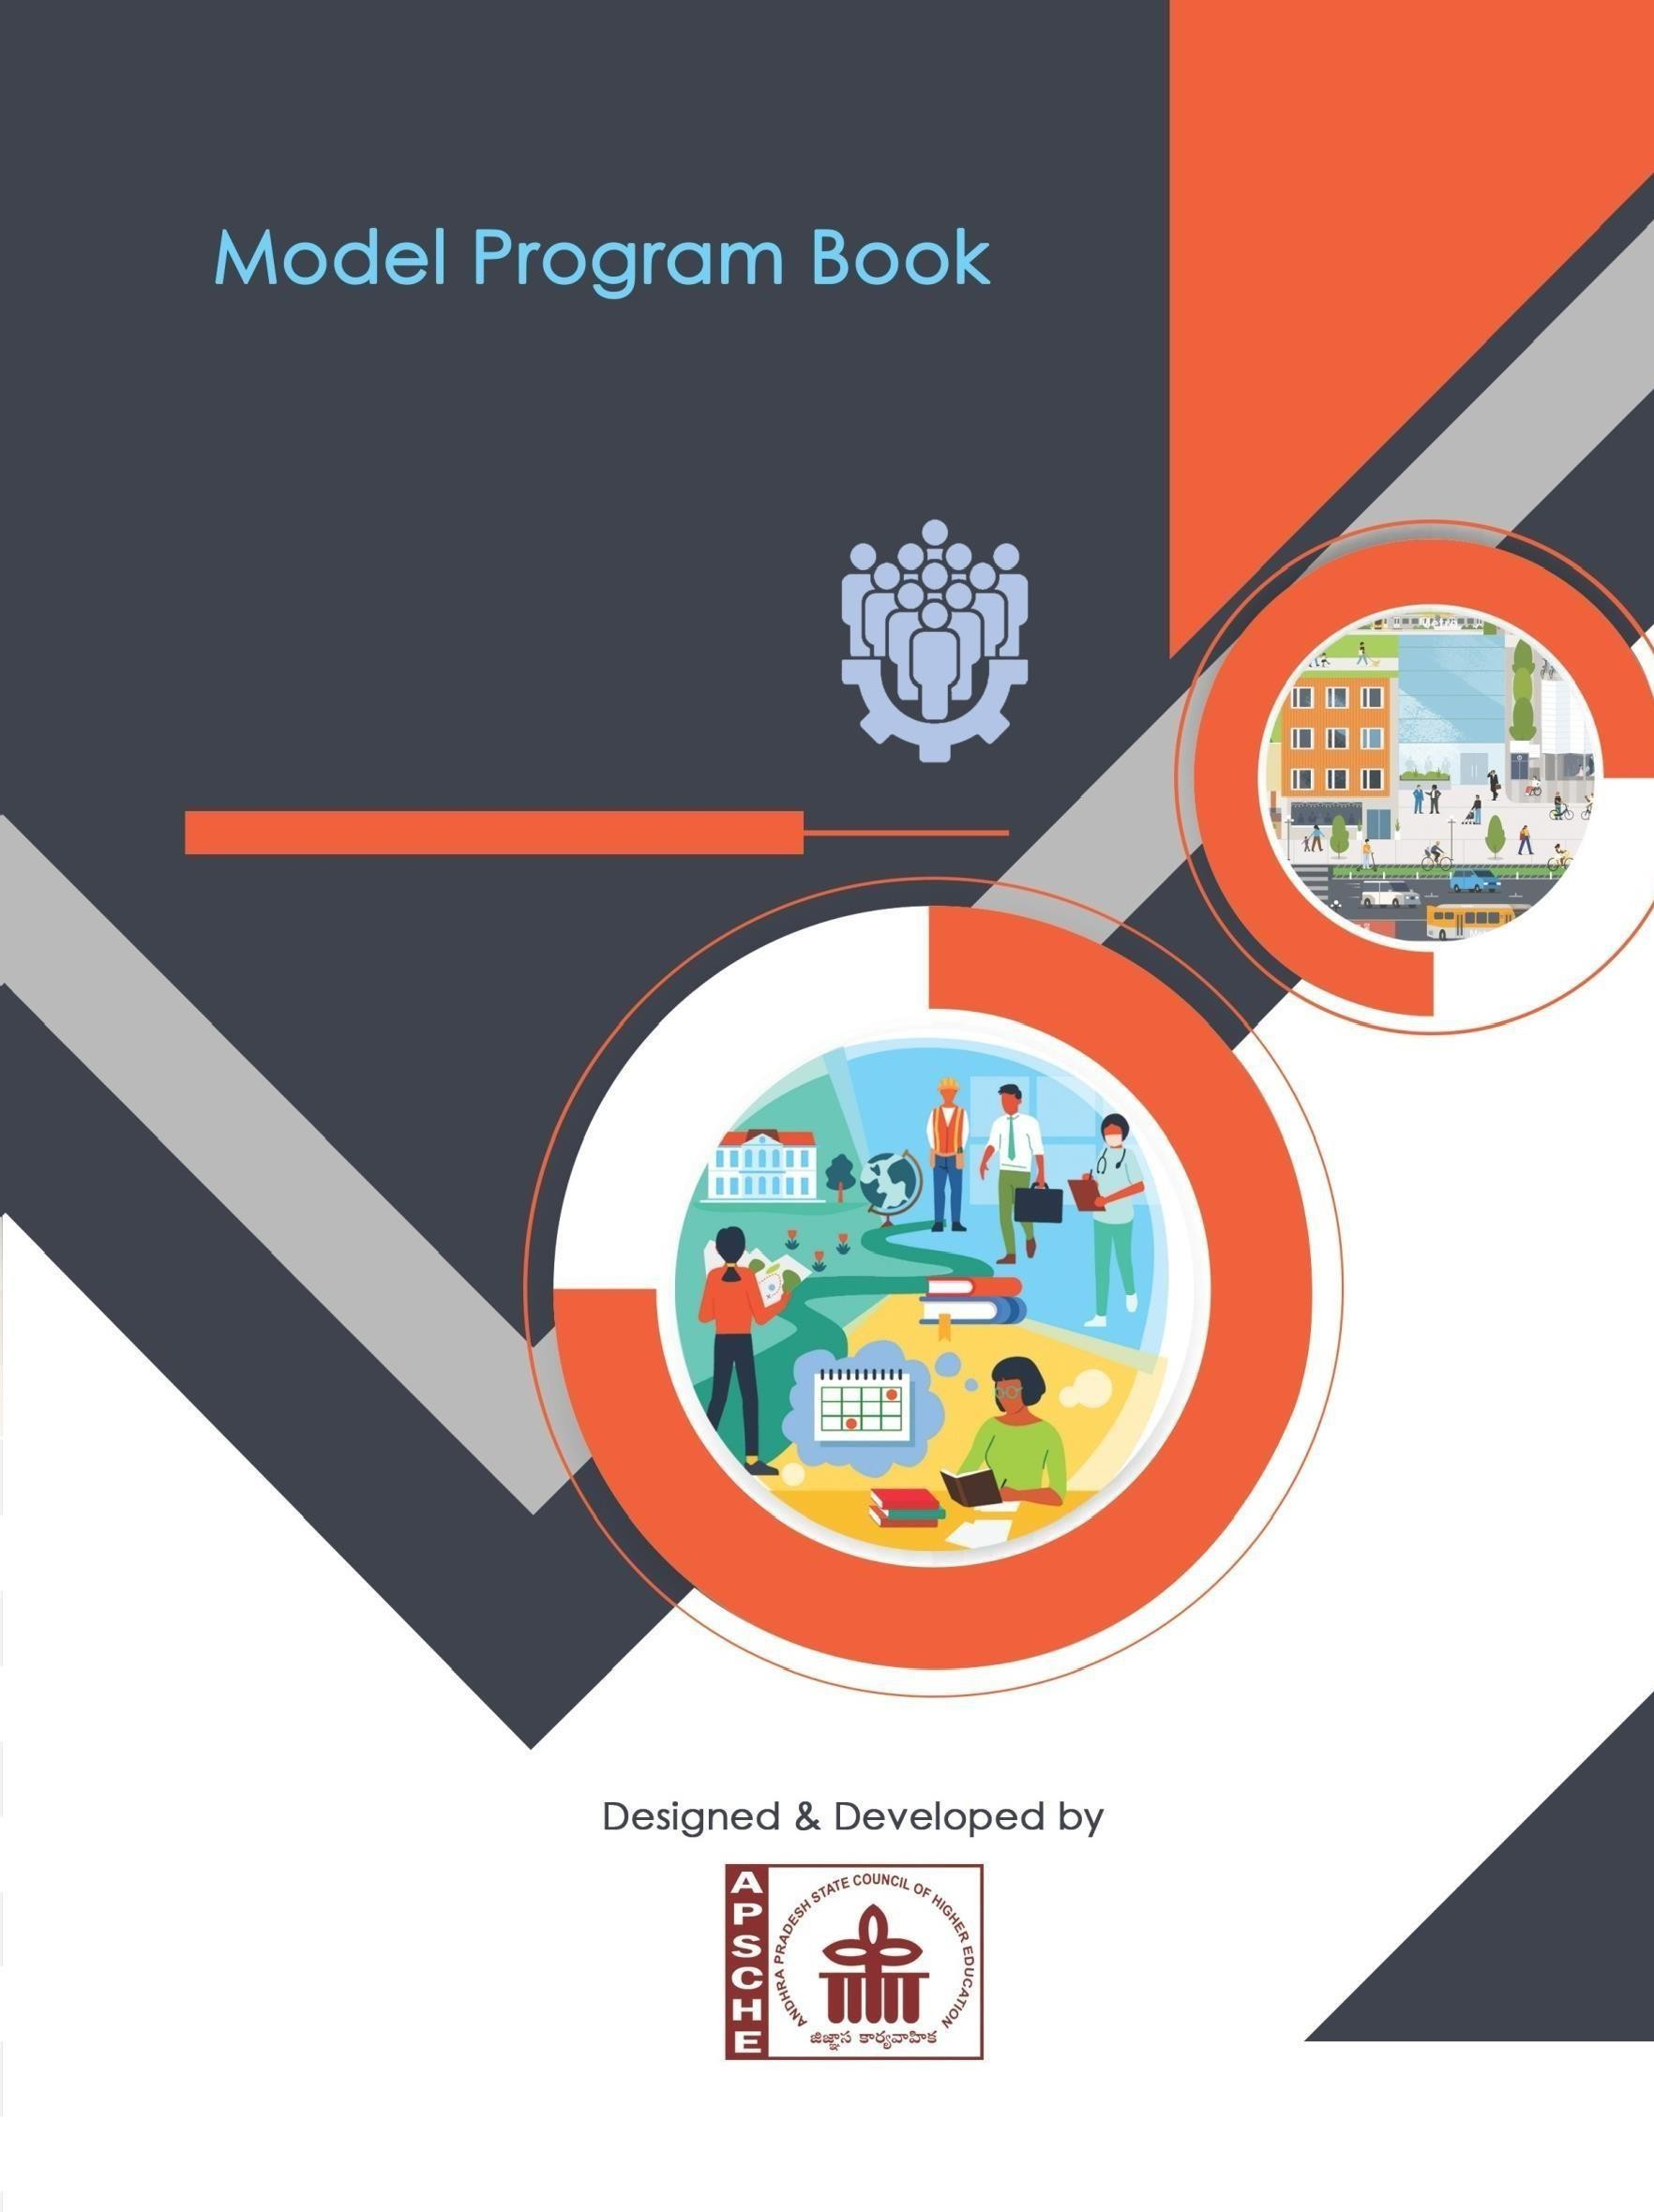 Model Program Book
Designed & Developed by
APSCHE
ANDHRA PRADESH STATE COUNCIL OF HIGHER EDUCATION
జిజ్ఞాస కార్యవాహిక